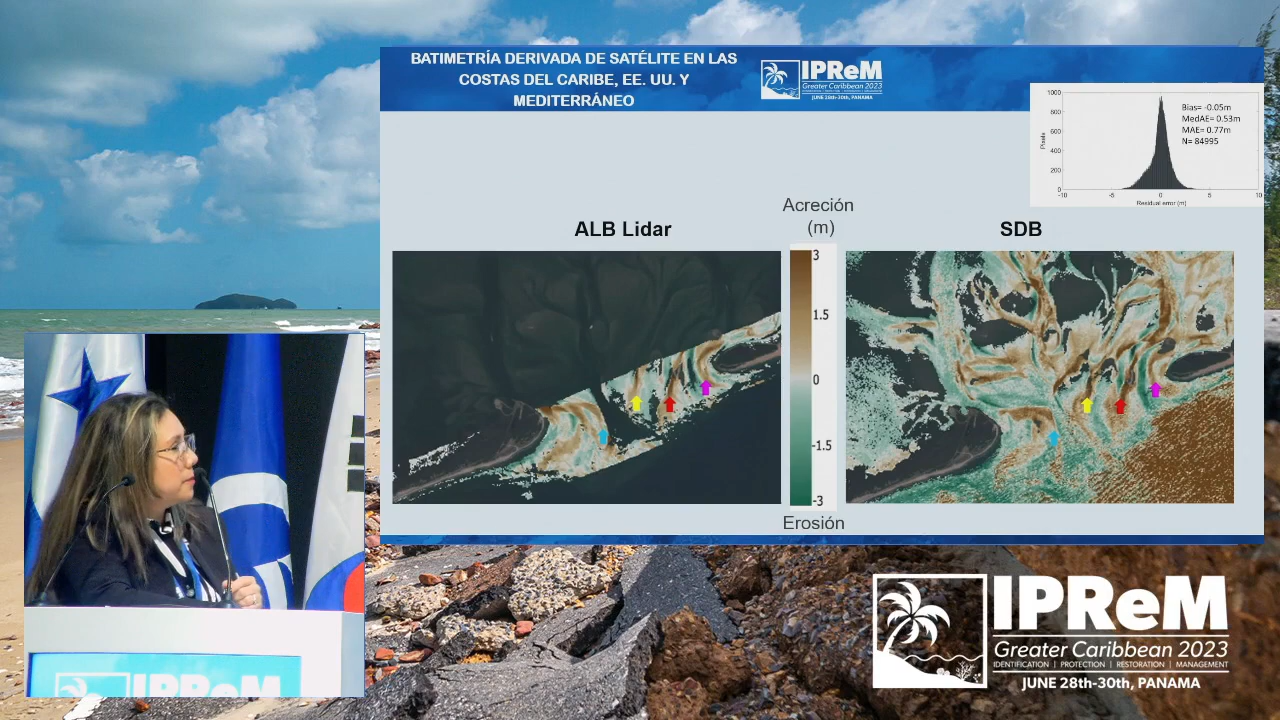 BATIMETRÍA DERIVADA DE SATÉLITE EN LAS
COSTAS DEL CARIBE, EE. UU. Y
MEDITERRÁNEO
IPReM
Greater Caribbean 2023
JUNE 28th-30th, PANAMA
1000
800
600
400
200
0
Pixels
-10
-5
0
5
10
Residual error (m)
Bias= -0.05m
MedAE= 0.53m
MAE= 0.77m
N= 84995
ALB Lidar
Acreción
(m)
SDB
3
1.5
0
-1.5
-3
Erosión
IPReM
IPReM
Greater Caribbean 2023
IDENTIFICATION | PROTECTION | RESTORATION | MANAGEMENT
JUNE 28th-30th, PANAMA